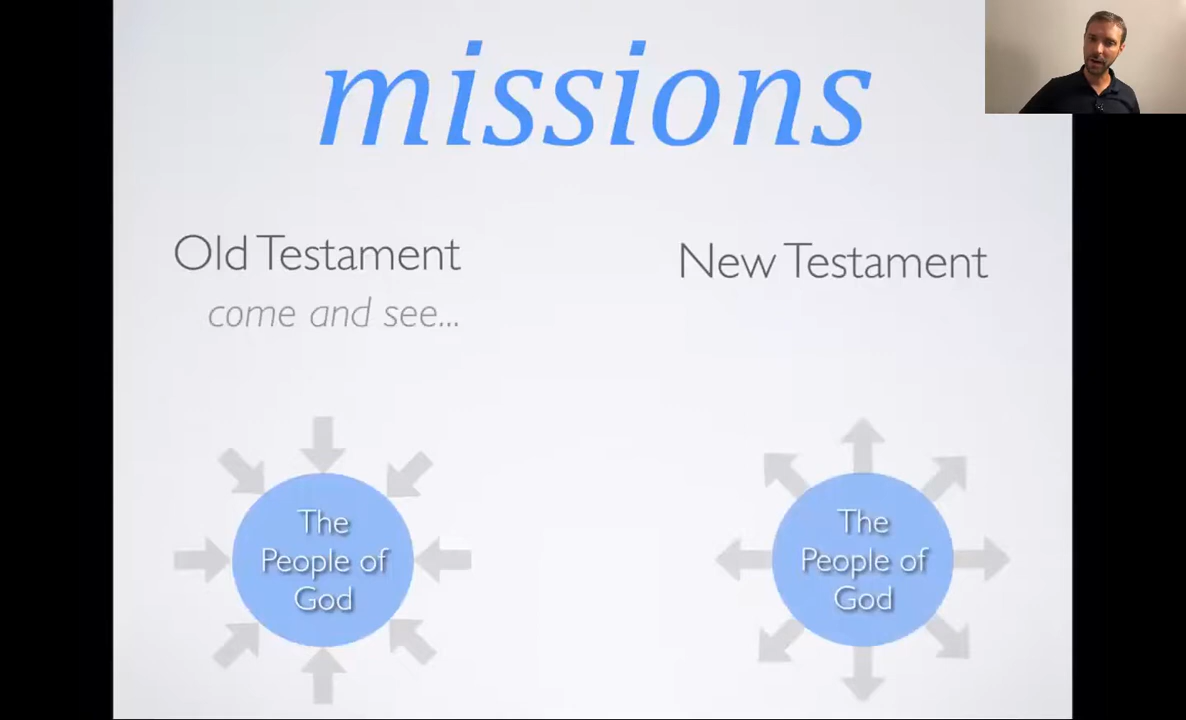 missions
Old Testament
come and see...
New Testament
The
People of
God
The
People of
God